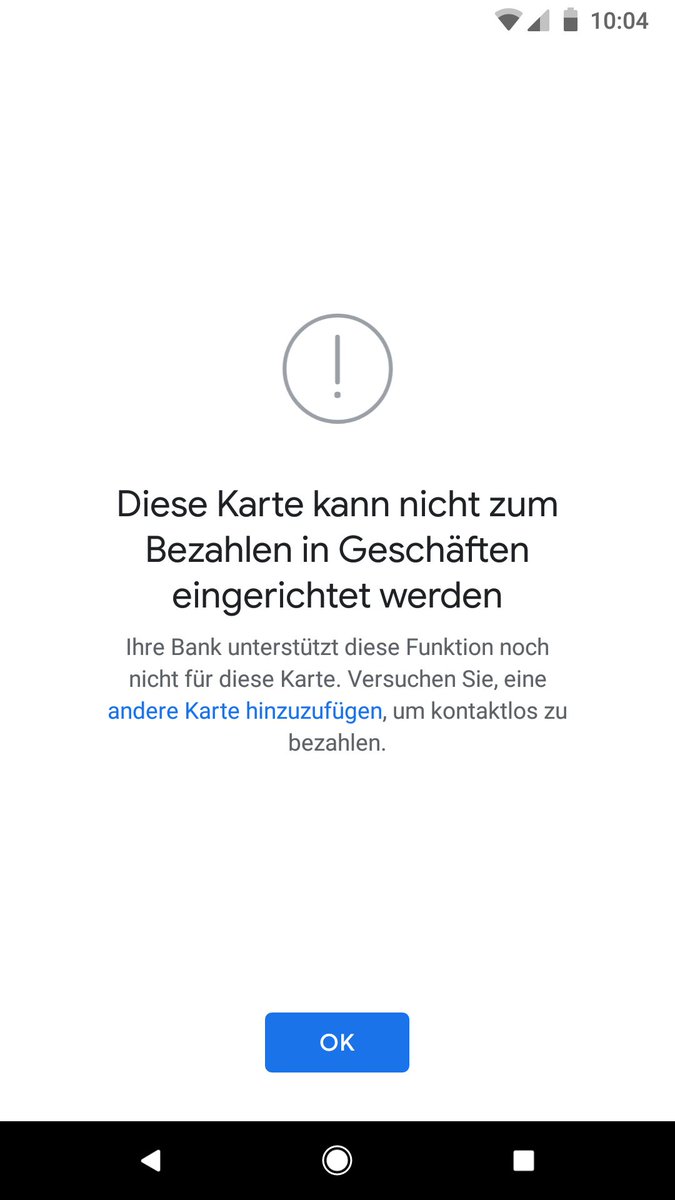 10:04
Diese Karte kann nicht zum
Bezahlen in Geschäften
eingerichtet werden
Ihre Bank unterstützt diese Funktion noch
nicht für diese Karte. Versuchen Sie, eine
andere Karte hinzuzufügen, um kontaktlos zu
bezahlen.
OK